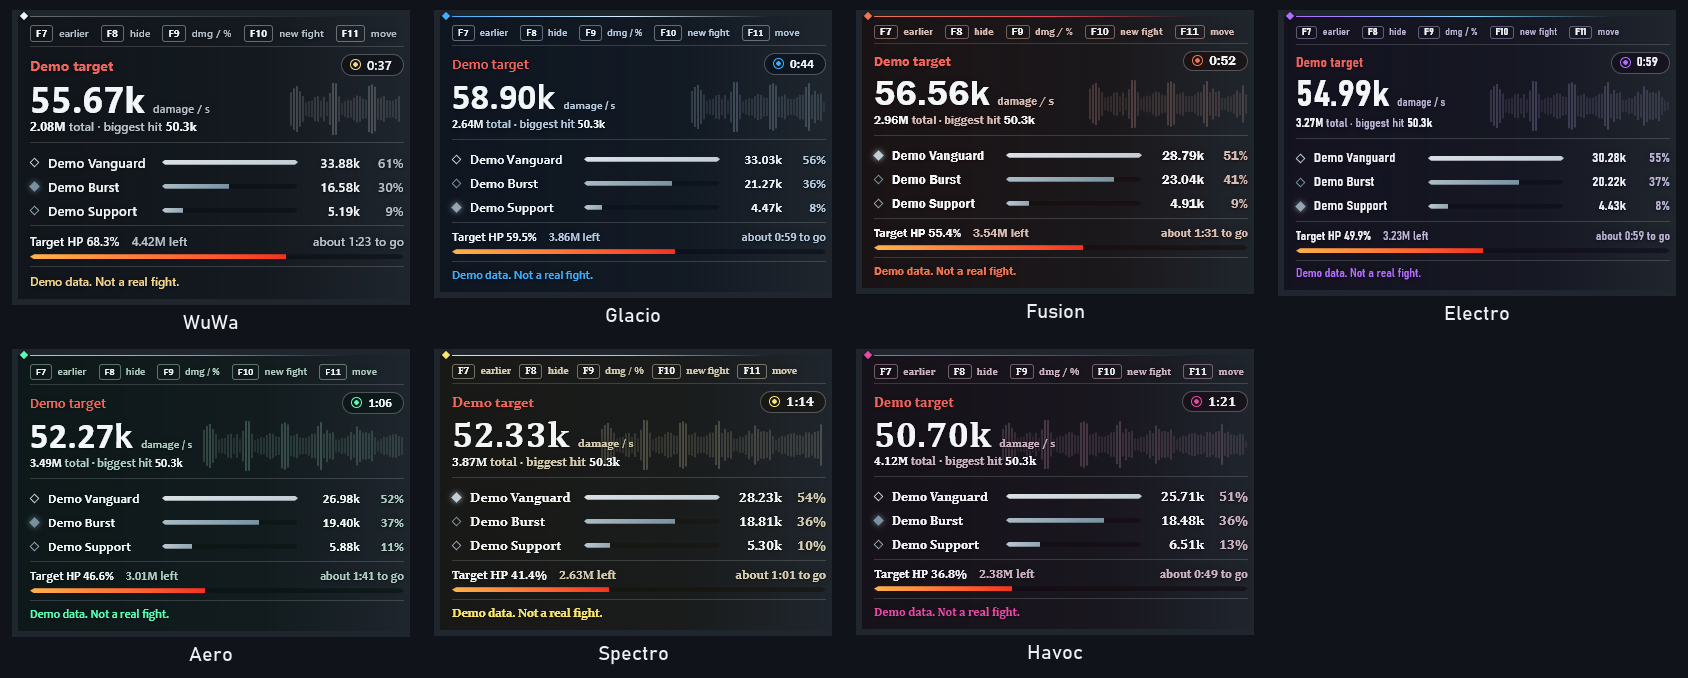 F7 earlier F8 hide F9 dmg / % F10 new fight F11 move
Demo target 0:37
55.67k damage / s
2.08M total · biggest hit 50.3k
Demo Vanguard 33.88k 61%
Demo Burst 16.58k 30%
Demo Support 5.19k 9%
Target HP 68.3% 4.42M left about 1:23 to go
Demo data. Not a real fight.
WuWa
F7 earlier F8 hide F9 dmg / % F10 new fight F11 move
Demo target 0:44
58.90k damage / s
2.64M total · biggest hit 50.3k
Demo Vanguard 33.03k 56%
Demo Burst 21.27k 36%
Demo Support 4.47k 8%
Target HP 59.5% 3.86M left about 0:59 to go
Demo data. Not a real fight.
Glacio
F7 earlier F8 hide F9 dmg / % F10 new fight F11 move
Demo target 0:52
56.56k damage / s
2.96M total · biggest hit 50.3k
Demo Vanguard 28.79k 51%
Demo Burst 23.04k 41%
Demo Support 4.91k 9%
Target HP 55.4% 3.54M left about 1:31 to go
Demo data. Not a real fight.
Fusion
F7 earlier F8 hide F9 dmg / % F10 new fight F11 move
Demo target 0:59
54.99k damage / s
3.27M total · biggest hit 50.3k
Demo Vanguard 30.28k 55%
Demo Burst 20.22k 37%
Demo Support 4.43k 8%
Target HP 49.9% 3.23M left about 0:59 to go
Demo data. Not a real fight.
Electro
F7 earlier F8 hide F9 dmg / % F10 new fight F11 move
Demo target 1:06
52.27k damage / s
3.49M total · biggest hit 50.3k
Demo Vanguard 26.98k 52%
Demo Burst 19.40k 37%
Demo Support 5.88k 11%
Target HP 46.6% 3.01M left about 1:41 to go
Demo data. Not a real fight.
Aero
F7 earlier F8 hide F9 dmg / % F10 new fight F11 move
Demo target 1:14
52.33k damage / s
3.87M total · biggest hit 50.3k
Demo Vanguard 28.23k 54%
Demo Burst 18.81k 36%
Demo Support 5.30k 10%
Target HP 41.4% 2.63M left about 1:01 to go
Demo data. Not a real fight.
Spectro
F7 earlier F8 hide F9 dmg / % F10 new fight F11 move
Demo target 1:21
50.70k damage / s
4.12M total · biggest hit 50.3k
Demo Vanguard 25.71k 51%
Demo Burst 18.48k 36%
Demo Support 6.51k 13%
Target HP 36.8% 2.38M left about 0:49 to go
Demo data. Not a real fight.
Havoc